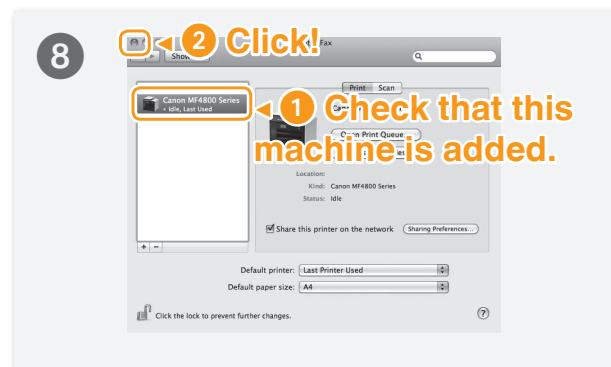 8
2 Click!
Fax
Print Scan
Canon MF4800 Series
• Idle, Last Used
1 Check that this
machine is added.
Open Print Queue...
Location:
Kind: Canon MF4800 Series
Status: Idle
Share this printer on the network Sharing Preferences...
+ −
Default printer: Last Printer Used
Default paper size: A4
Click the lock to prevent further changes.
?